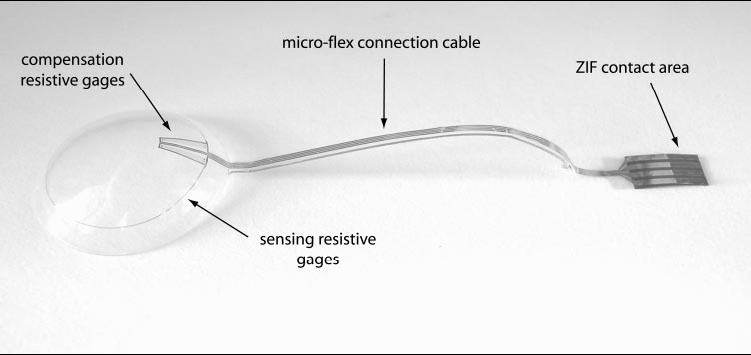 micro-flex connection cable
compensation
resistive gages
ZIF contact area
sensing resistive
gages